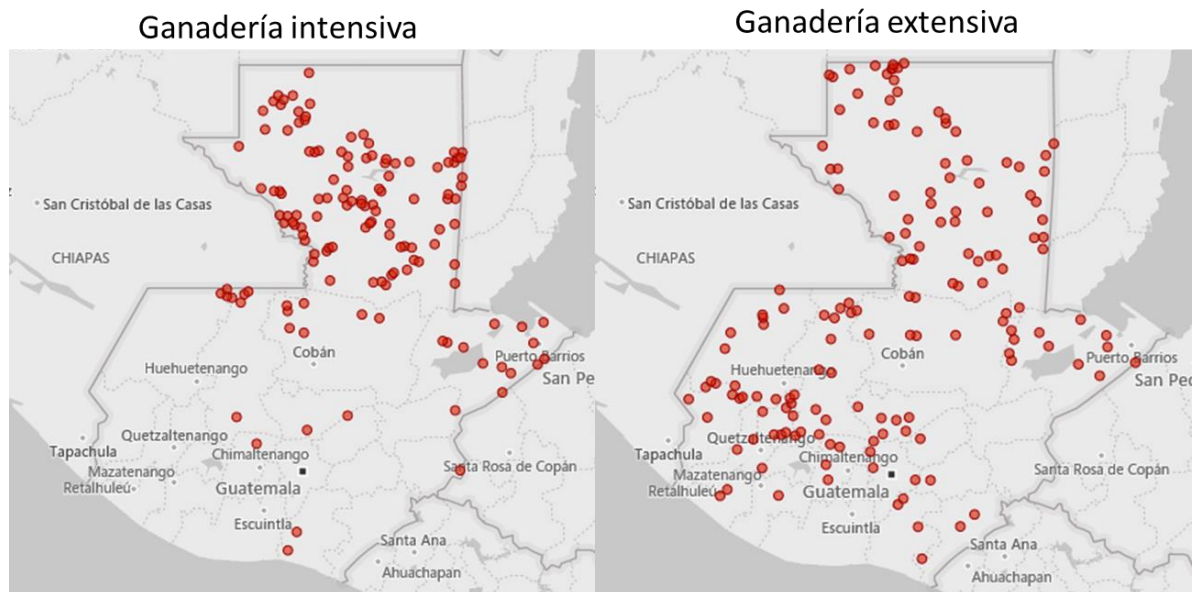 Ganadería intensiva
Ganadería extensiva
San Cristóbal de las Casas
CHIAPAS
Cobán
Huehuetenango
Puerto Barrios
San Pe
Quetzaltenango
Tapachula
Chimaltenango
Mazatenango
Santa Rosa de Copán
Retalhuleu
Guatemala
Escuintla
Santa Ana
Ahuachapan
San Cristóbal de las Casas
CHIAPAS
Cobán
Puerto Barrios
Huehuetenango
San Ped
Quetzaltenango
Tapachula
Chimaltenango
Mazatenango
Santa Rosa de Copán
Retalhuleu
Guatemala
Escuintla
Santa Ana
Ahuachapan